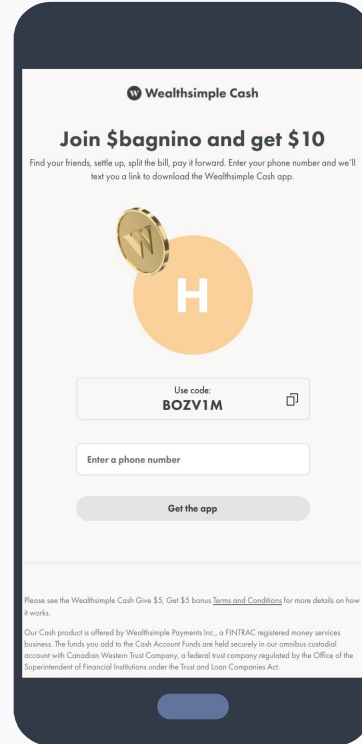 W Wealthsimple Cash
Join $bagnino and get $10
Find your friends, settle up, split the bill, pay it forward. Enter your phone number and we'll
text you a link to download the Wealthsimple Cash app.
W
H
Use code:
BOZV1M
Enter a phone number
Get the app
Please see the Wealthsimple Cash Give $5, Get $5 bonus Terms and Conditions for more details on how
it works.
Our Cash product is offered by Wealthsimple Payments Inc., a FINTRAC registered money services
business. The funds you add to the Cash Account Funds are held securely in our omnibus custodial
account with Canadian Western Trust Company, a federal trust company regulated by the Office of the
Superintendent of Financial Institutions under the Trust and Loan Companies Act.